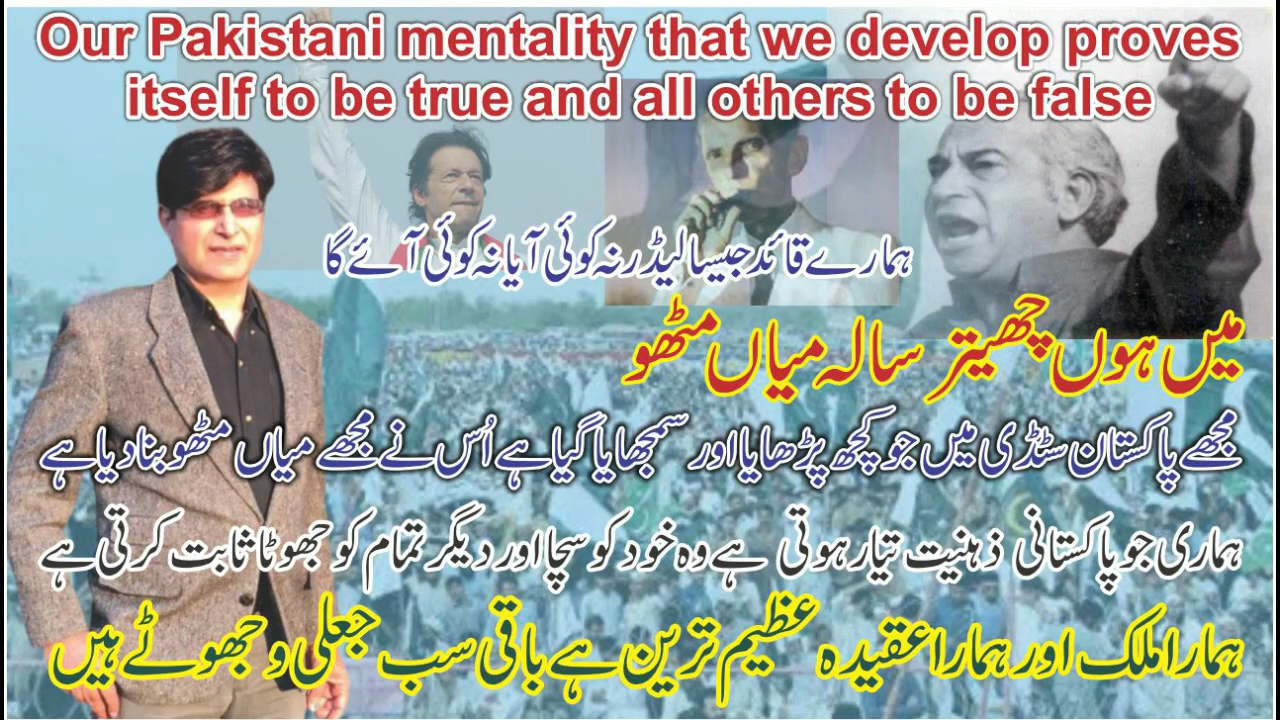 Our Pakistani mentality that we develop proves
itself to be true and all others to be false
ہمارے قائد جیسا لیڈر نہ کوئی آیا نہ کوئی آئے گا
میں ہوں چھیتر سالہ میاں مٹھو
مجھے پاکستان سٹڈی میں جو کچھ پڑھایا اور سمجھایا گیا ہے اُس نے مجھے میاں مٹھو بنا دیا ہے
ہماری جو پاکستانی ذہنیت تیار ہوتی ہے وہ خود کو سچا اور دیگر تمام کو جھوٹا ثابت کرتی ہے
ہمارا ملک اور ہمارا عقیدہ عظیم ترین ہے باقی سب جعلی و جھوٹے ہیں